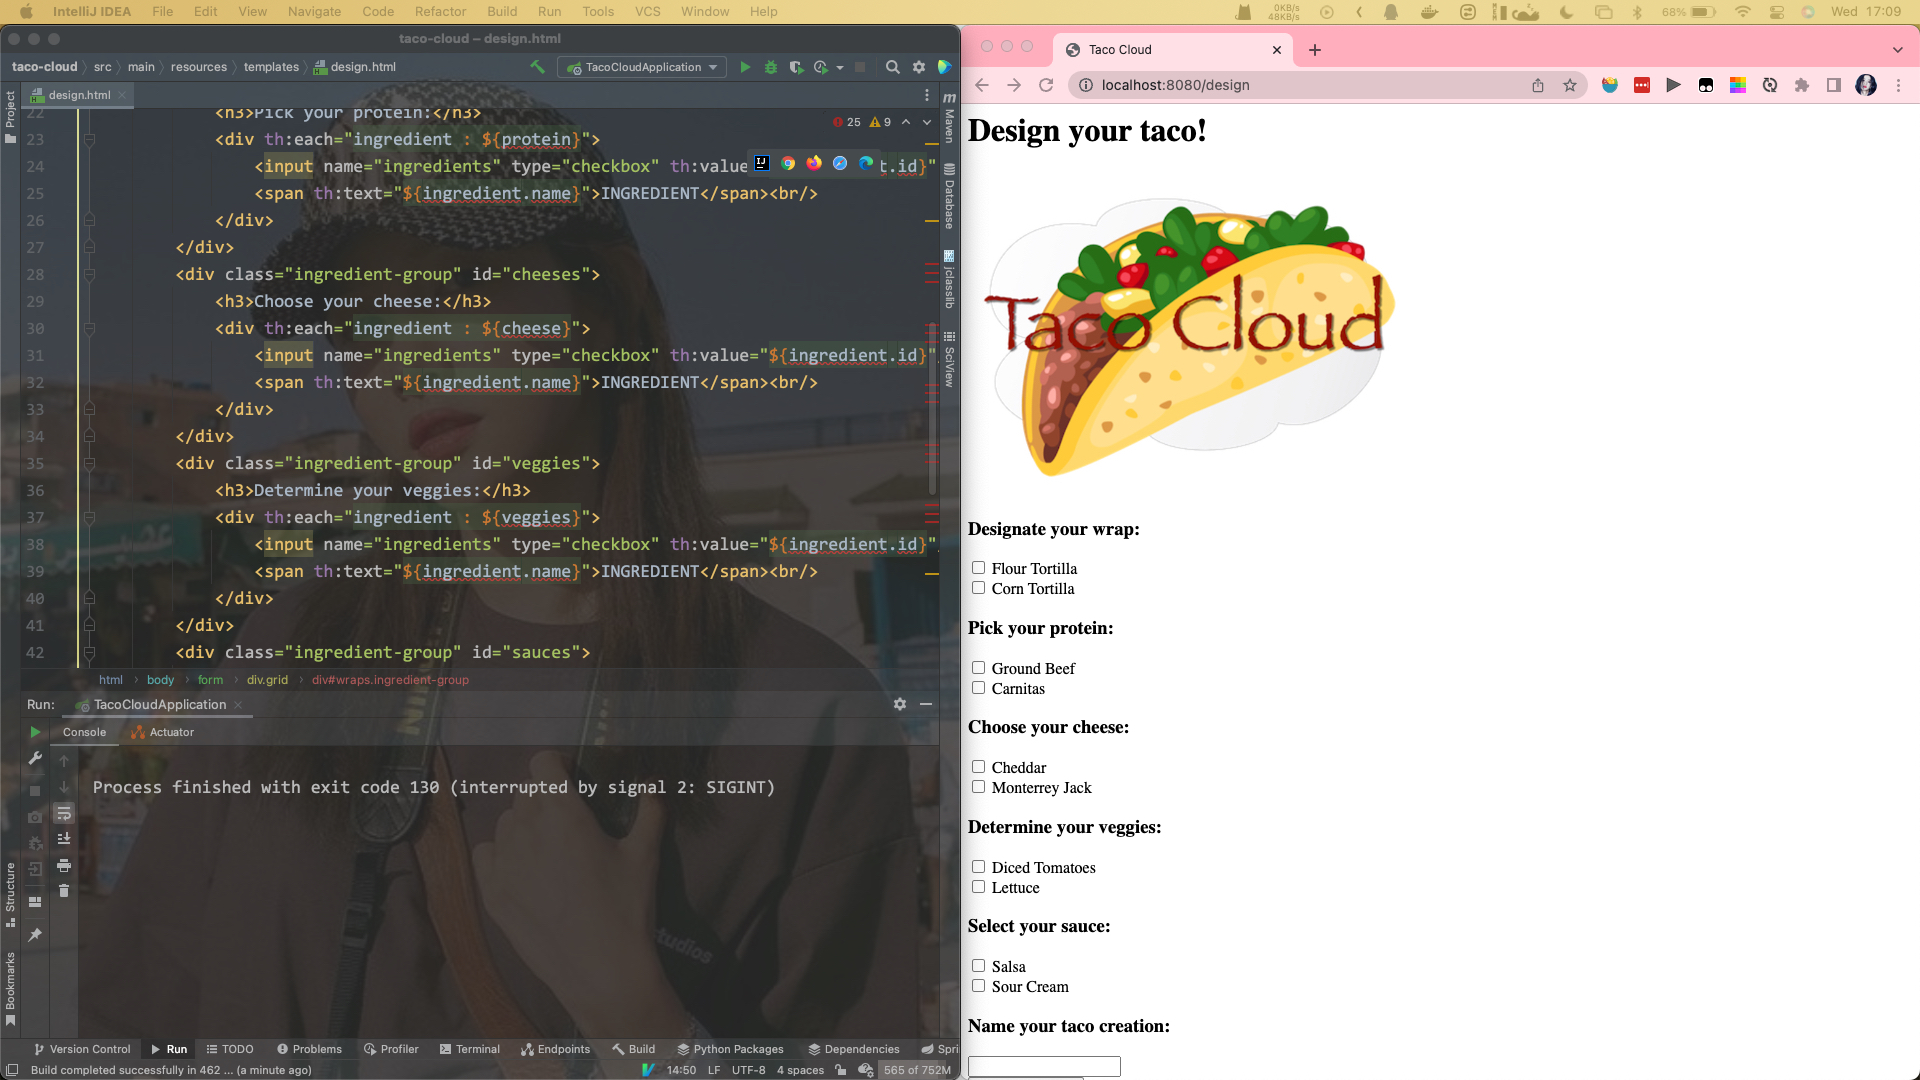 IntelliJ IDEA File Edit View Navigate Code Refactor Build Run Tools VCS Window Help
0KB/s
48KB/s
68%
Wed 17:09
taco-cloud – design.html
taco-cloud src main resources templates design.html
TacoCloudApplication
design.html
Project
25 9
22 <h3>Pick your protein:</h3>
23 <div th:each="ingredient : ${protein}">
24 <input name="ingredients" type="checkbox" th:value t.id}"
25 <span th:text="${ingredient.name}">INGREDIENT</span><br/>
26 </div>
27 </div>
28 <div class="ingredient-group" id="cheeses">
29 <h3>Choose your cheese:</h3>
30 <div th:each="ingredient : ${cheese}">
31 <input name="ingredients" type="checkbox" th:value="${ingredient.id}"
32 <span th:text="${ingredient.name}">INGREDIENT</span><br/>
33 </div>
34 </div>
35 <div class="ingredient-group" id="veggies">
36 <h3>Determine your veggies:</h3>
37 <div th:each="ingredient : ${veggies}">
38 <input name="ingredients" type="checkbox" th:value="${ingredient.id}"
39 <span th:text="${ingredient.name}">INGREDIENT</span><br/>
40 </div>
41 </div>
42 <div class="ingredient-group" id="sauces">
Maven
Database
jclasslib
SciView
html body form div.grid div#wraps.ingredient-group
Run: TacoCloudApplication
Console Actuator
Process finished with exit code 130 (interrupted by signal 2: SIGINT)
Structure
Bookmarks
studios
Version Control Run TODO Problems Profiler Terminal Endpoints Build Python Packages Dependencies Spri
Build completed successfully in 462 ... (a minute ago)
14:50 LF UTF-8 4 spaces 565 of 752M
Taco Cloud
localhost:8080/design
Design your taco!
Taco Cloud
Designate your wrap:
Flour Tortilla
Corn Tortilla
Pick your protein:
Ground Beef
Carnitas
Choose your cheese:
Cheddar
Monterrey Jack
Determine your veggies:
Diced Tomatoes
Lettuce
Select your sauce:
Salsa
Sour Cream
Name your taco creation: